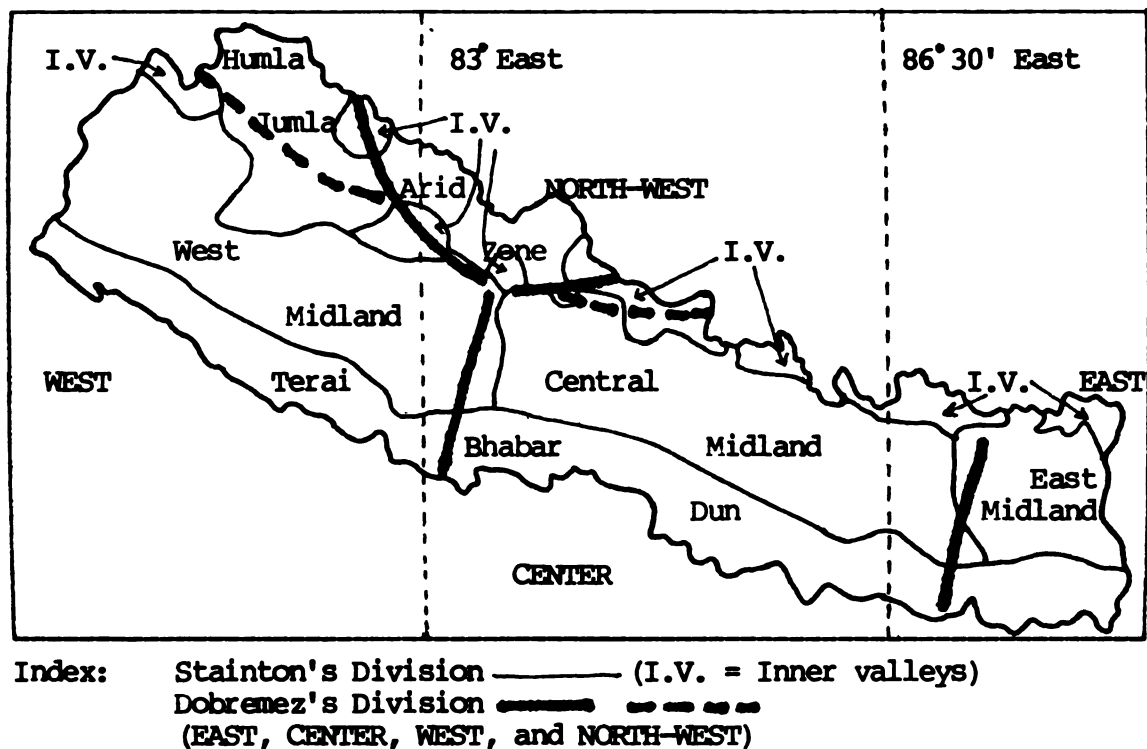 I.V.
Humla
83° East
86°30' East
Jumla
I.V.
Arid
NORTH-WEST
West
Zone
I.V.
Midland
WEST
Terai
Central
I.V.
EAST
Bhabar
Midland
East
Dun
Midland
CENTER
Index: Stainton's Division (I.V. = Inner valleys)
Dobremez's Division
(EAST, CENTER, WEST, and NORTH-WEST)